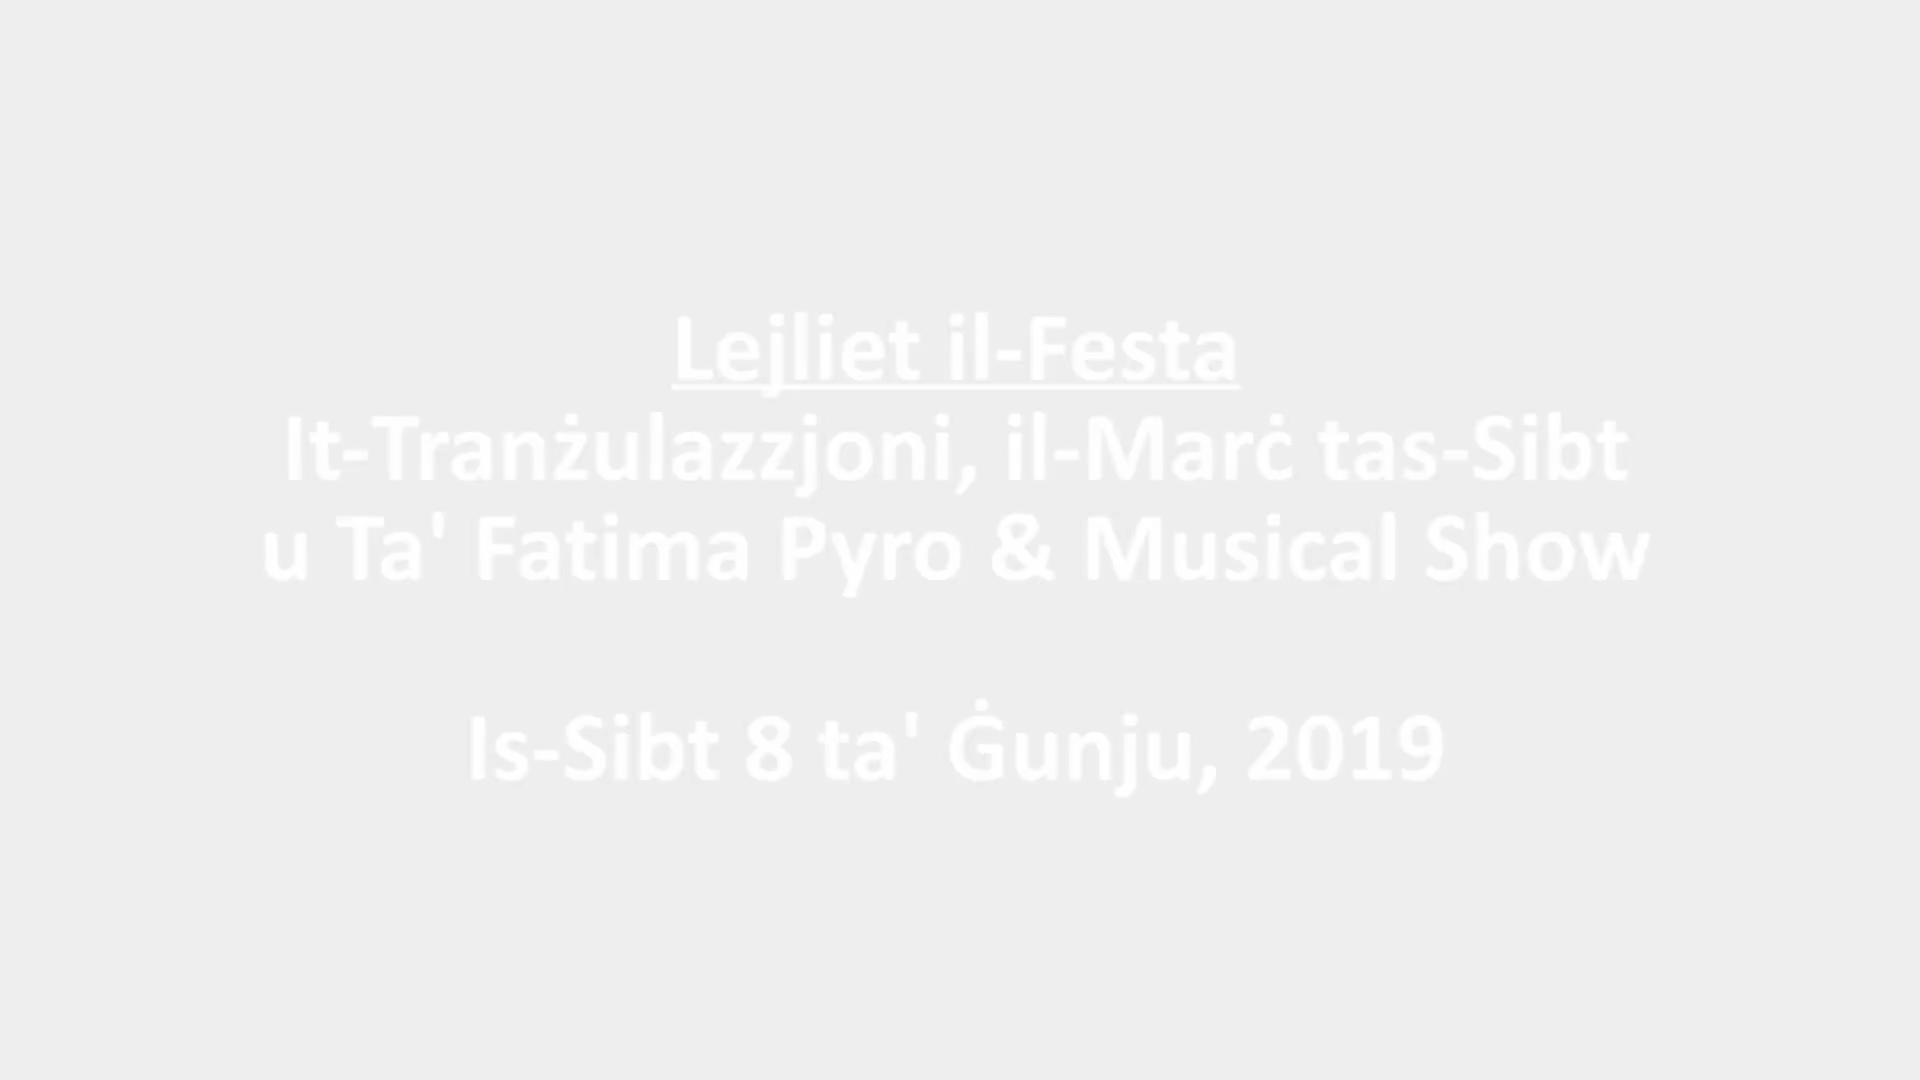 Lejliet il-Festa
It-Tranżulazzjoni, il-Marċ tas-Sibt
u Ta' Fatima Pyro & Musical Show
Is-Sibt 8 ta' Ġunju, 2019